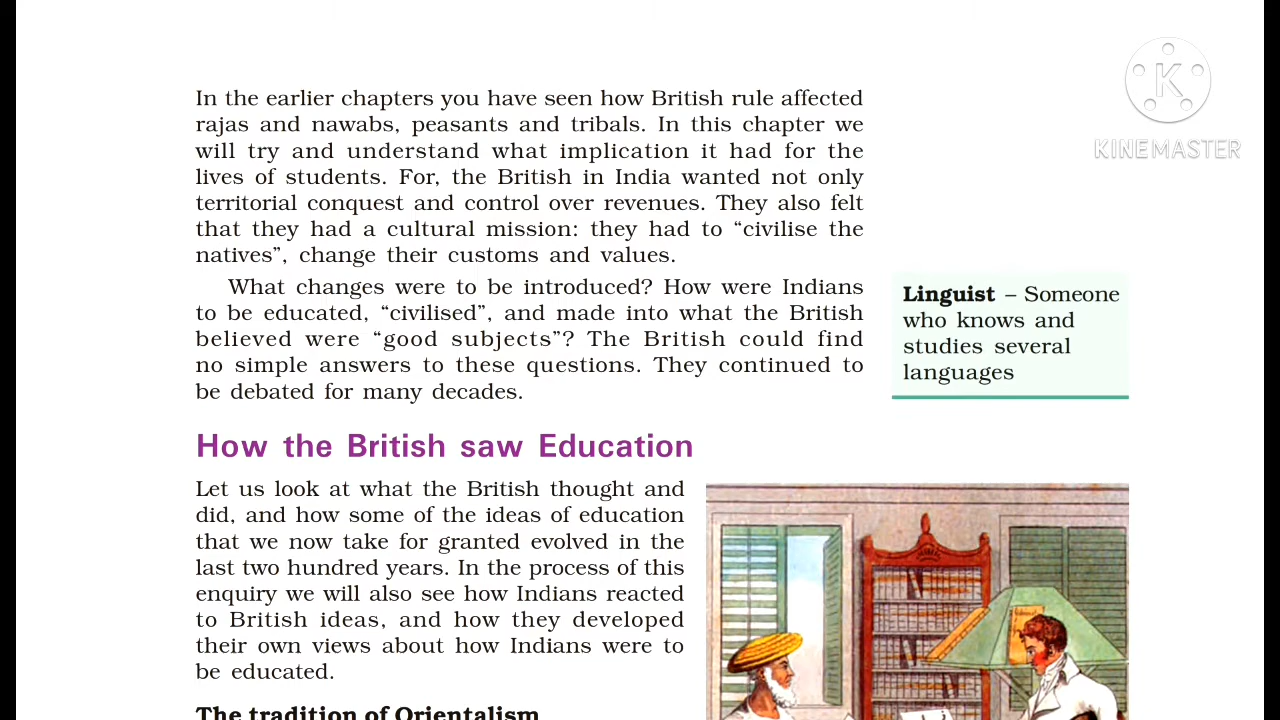 In the earlier chapters you have seen how British rule affected
rajas and nawabs, peasants and tribals. In this chapter we
will try and understand what implication it had for the
lives of students. For, the British in India wanted not only
territorial conquest and control over revenues. They also felt
that they had a cultural mission: they had to “civilise the
natives”, change their customs and values.
What changes were to be introduced? How were Indians
to be educated, “civilised”, and made into what the British
believed were “good subjects”? The British could find
no simple answers to these questions. They continued to
be debated for many decades.
K
KINEMASTER
Linguist – Someone
who knows and
studies several
languages
How the British saw Education
Let us look at what the British thought and
did, and how some of the ideas of education
that we now take for granted evolved in the
last two hundred years. In the process of this
enquiry we will also see how Indians reacted
to British ideas, and how they developed
their own views about how Indians were to
be educated.
The tradition of Orientalism